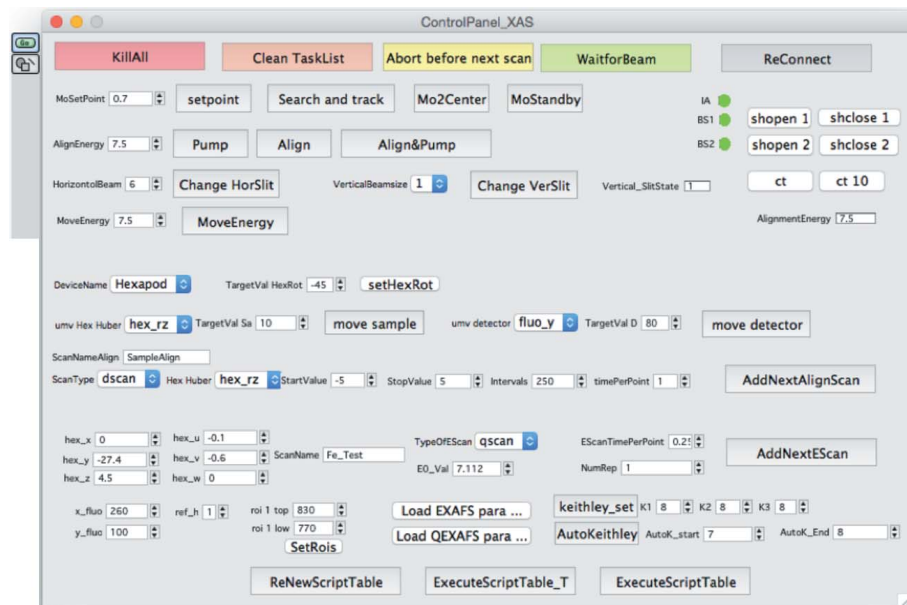 ControlPanel_XAS
Go
KillAll Clean TaskList Abort before next scan WaitforBeam ReConnect
MoSetPoint 0.7 setpoint Search and track Mo2Center MoStandby IA
BS1 shopen 1 shclose 1
AlignEnergy 7.5 Pump Align Align&Pump BS2 shopen 2 shclose 2
HorizontolBeam 6 Change HorSlit VerticalBeamsize 1 Change VerSlit Vertical_SlitState 1 ct ct 10
MoveEnergy 7.5 MoveEnergy AlignmentEnergy 7.5
DeviceName Hexapod TargetVal HexRot -45 setHexRot
umv Hex Huber hex_rz TargetVal Sa 10 move sample umv detector fluo_y TargetVal D 80 move detector
ScanNameAlign SampleAlign
ScanType dscan Hex Huber hex_rz StartValue -5 StopValue 5 Intervals 250 timePerPoint 1 AddNextAlignScan
hex_x 0 hex_u -0.1 TypeOfEScan qscan EScanTimePerPoint 0.25
hex_y -27.4 hex_v -0.6 ScanName Fe_Test AddNextEScan
hex_z 4.5 hex_w 0 E0_Val 7.112 NumRep 1
x_fluo 260 ref_h 1 roi 1 top 830 Load EXAFS para ... keithley_set K1 8 K2 8 K3 8
y_fluo 100 roi 1 low 770 Load QEXAFS para ... AutoKeithley AutoK_start 7 AutoK_End 8
SetRois
ReNewScriptTable ExecuteScriptTable_T ExecuteScriptTable